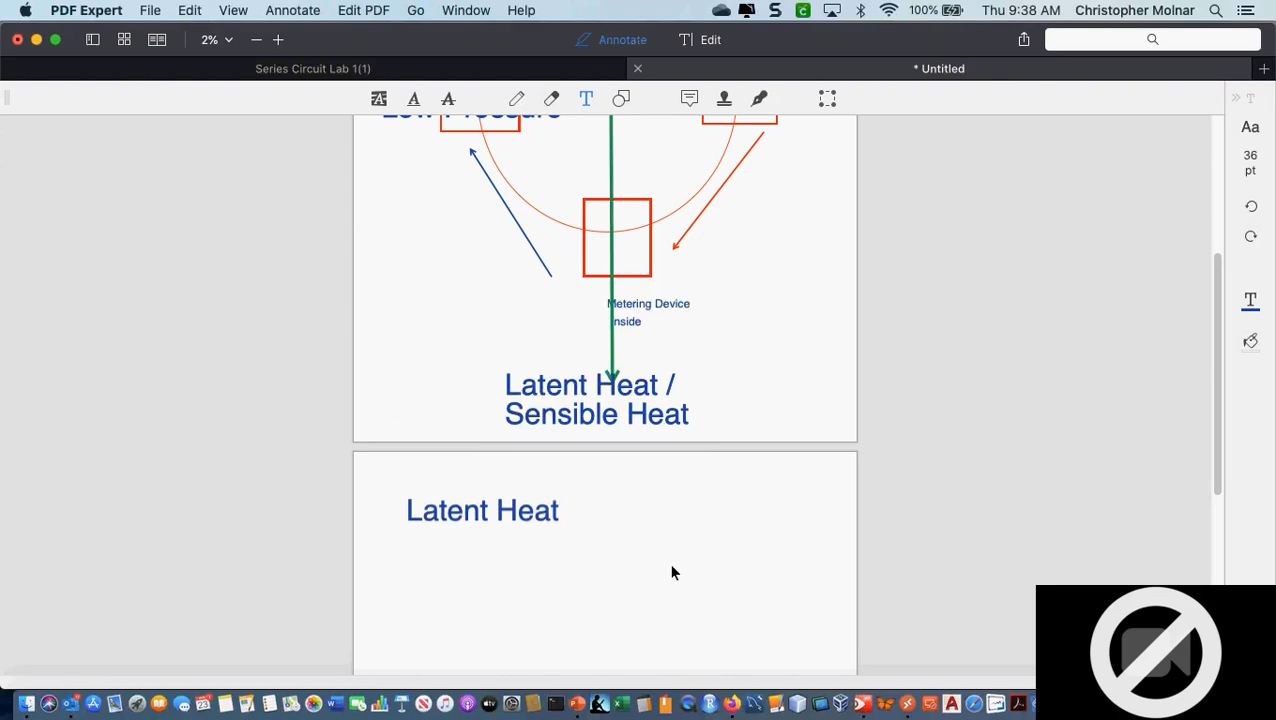 PDF Expert File Edit View Annotate Edit PDF Go Window Help 100% Thu 9:38 AM Christopher Molnar
2% Annotate Edit
Series Circuit Lab 1(1) * Untitled
Low Pressure
Aa
36
pt
Metering Device
Inside
Latent Heat /
Sensible Heat
Latent Heat